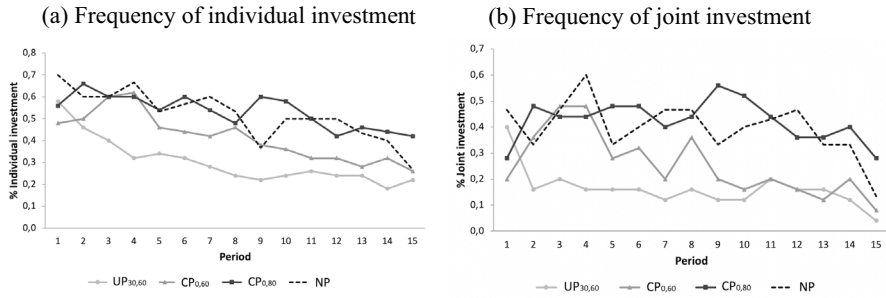 (a) Frequency of individual investment
% Individual investment
0,8
0,7
0,6
0,5
0,4
0,3
0,2
0,1
0,0
1 2 3 4 5 6 7 8 9 10 11 12 13 14 15
Period
UP30,60 CP0,60 CP0,80 NP
(b) Frequency of joint investment
% Joint investment
0,7
0,6
0,5
0,4
0,3
0,2
0,1
0,0
1 2 3 4 5 6 7 8 9 10 11 12 13 14 15
Period
UP30,60 CP0,60 CP0,80 NP